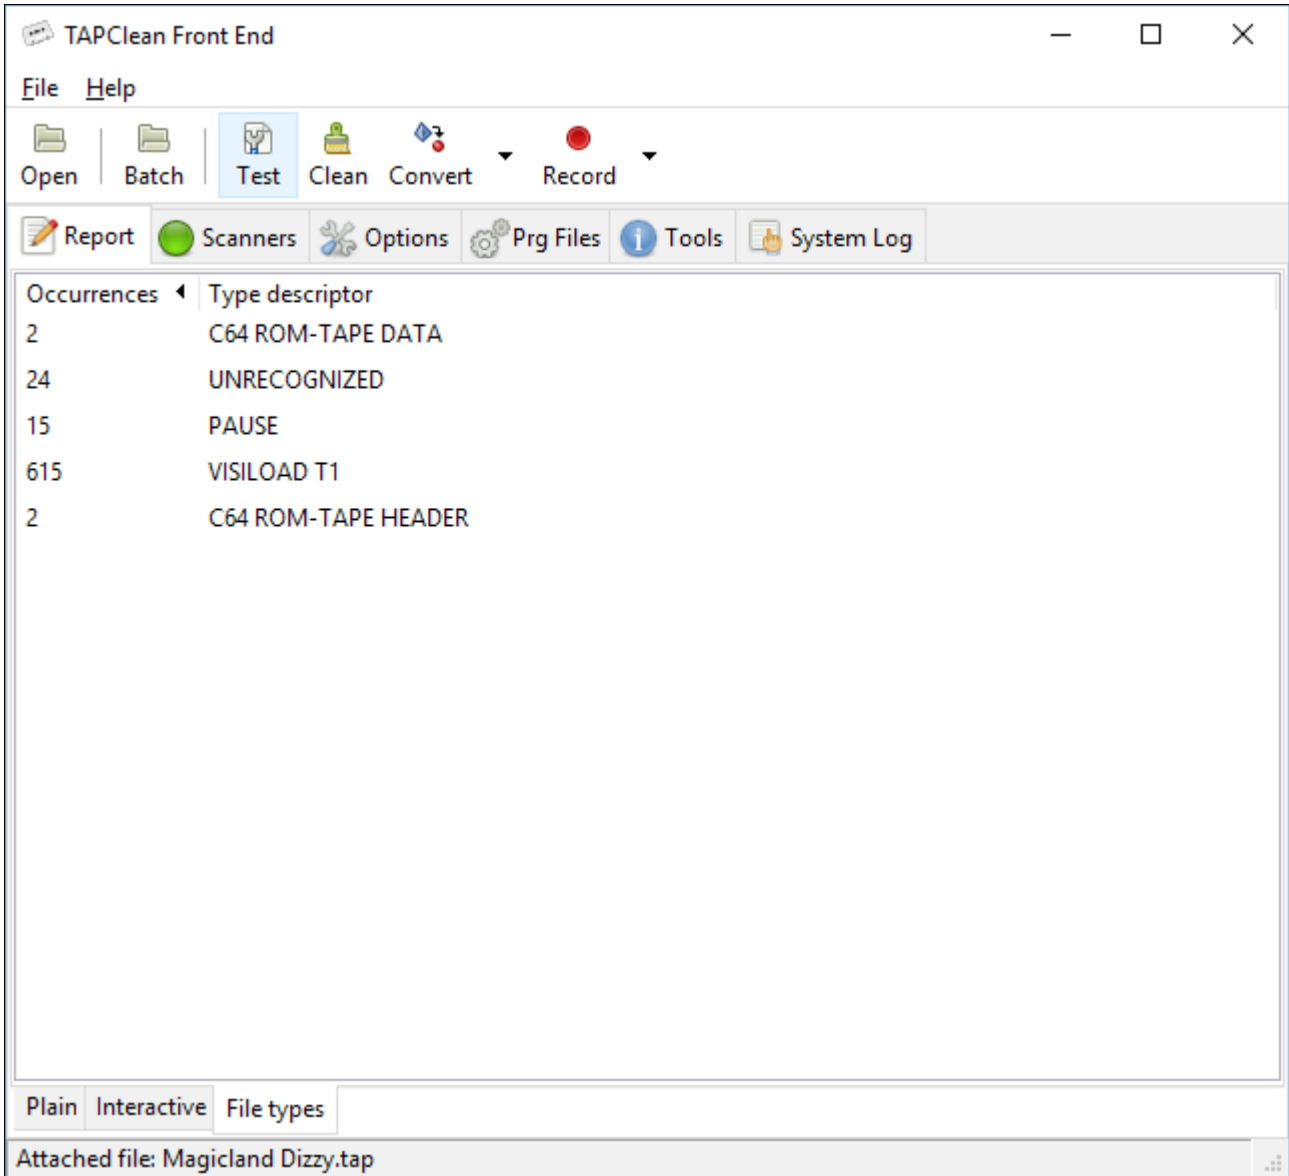 TAPClean Front End
File Help
Open Batch Test Clean Convert Record
Report Scanners Options Prg Files Tools System Log
Occurrences Type descriptor
2 C64 ROM-TAPE DATA
24 UNRECOGNIZED
15 PAUSE
615 VISILOAD T1
2 C64 ROM-TAPE HEADER
Plain Interactive File types
Attached file: Magicland Dizzy.tap